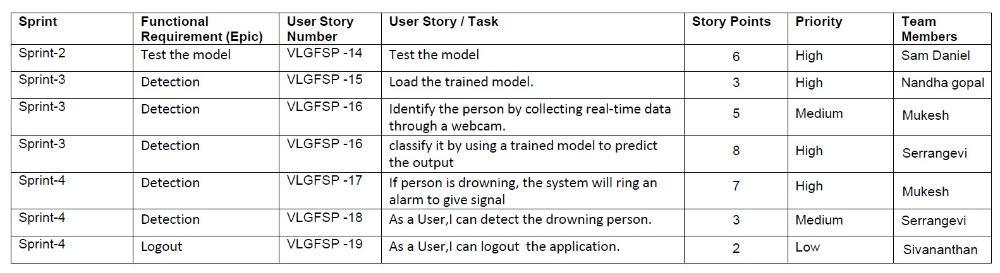 Sprint Functional Requirement (Epic) User Story Number User Story / Task Story Points Priority Team Members
Sprint-2 Test the model VLGFSP -14 Test the model 6 High Sam Daniel
Sprint-3 Detection VLGFSP -15 Load the trained model. 3 High Nandha gopal
Sprint-3 Detection VLGFSP -16 Identify the person by collecting real-time data through a webcam. 5 Medium Mukesh
Sprint-3 Detection VLGFSP -16 classify it by using a trained model to predict the output 8 High Serrangevi
Sprint-4 Detection VLGFSP -17 If person is drowning, the system will ring an alarm to give signal 7 High Mukesh
Sprint-4 Detection VLGFSP -18 As a User,I can detect the drowning person. 3 Medium Serrangevi
Sprint-4 Logout VLGFSP -19 As a User,I can logout  the application. 2 Low Sivananthan